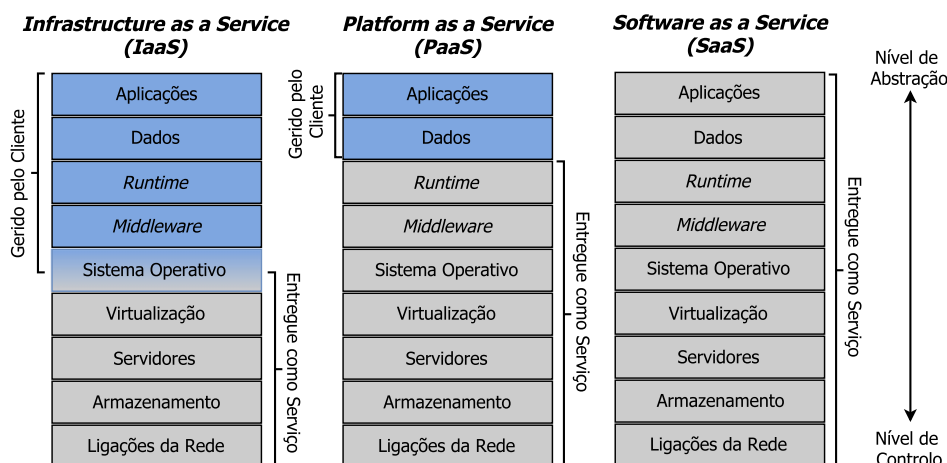 Infrastructure as a Service
(IaaS)
Gerido pelo Cliente
Aplicações
Dados
Runtime
Middleware
Sistema Operativo
Virtualização
Servidores
Armazenamento
Ligações da Rede
Entregue como Serviço
Platform as a Service
(PaaS)
Gerido pelo
Cliente
Aplicações
Dados
Runtime
Middleware
Sistema Operativo
Virtualização
Servidores
Armazenamento
Ligações da Rede
Entregue como Serviço
Software as a Service
(SaaS)
Aplicações
Dados
Runtime
Middleware
Sistema Operativo
Virtualização
Servidores
Armazenamento
Ligações da Rede
Entregue como Serviço
Nível de
Abstração
Nível de
Controlo